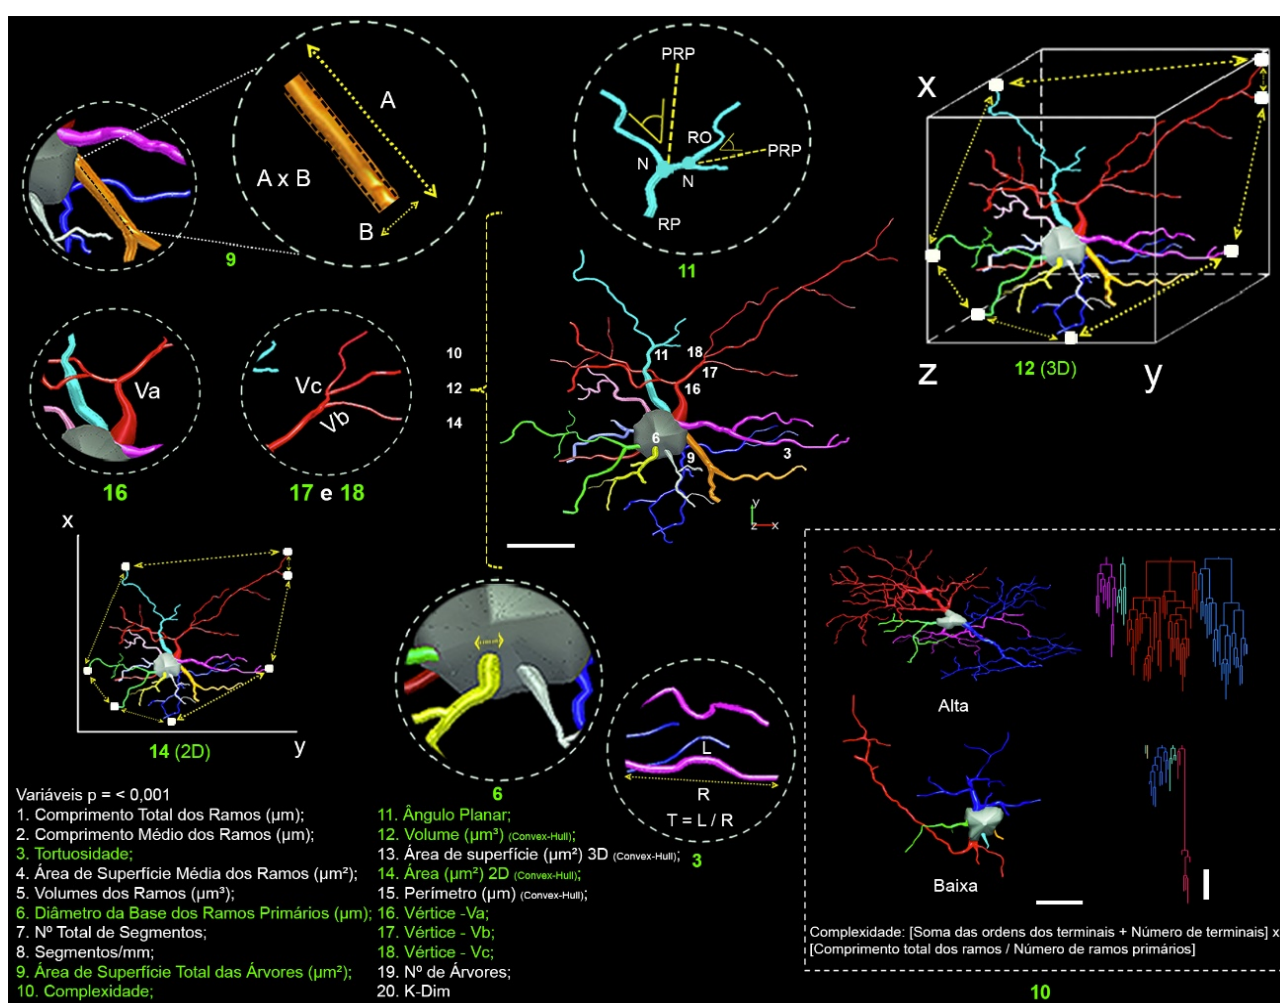 A
A x B
B
9
PRP
RO
PRP
N
N
RP
11
x
z
y
12 (3D)
Va
16
Vc
Vb
17 e 18
10
12
14
11
18
17
16
6
9
3
y
z
x
x
y
14 (2D)
6
L
R
T = L / R
3
Alta
Baixa
Complexidade: [Soma das ordens dos terminais + Número de terminais] x
[Comprimento total dos ramos / Número de ramos primários]
10
Variáveis p = < 0,001
1. Comprimento Total dos Ramos (µm);
2. Comprimento Médio dos Ramos (µm);
3. Tortuosidade;
4. Área de Superfície Média dos Ramos (µm²);
5. Volumes dos Ramos (µm³);
6. Diâmetro da Base dos Ramos Primários (µm);
7. Nº Total de Segmentos;
8. Segmentos/mm;
9. Área de Superfície Total das Árvores (µm²);
10. Complexidade;
11. Ângulo Planar;
12. Volume (µm³) (Convex-Hull);
13. Área de superfície (µm²) 3D (Convex-Hull);
14. Área (µm²) 2D (Convex-Hull);
15. Perímetro (µm) (Convex-Hull);
16. Vértice -Va;
17. Vértice - Vb;
18. Vértice - Vc;
19. Nº de Árvores;
20. K-Dim